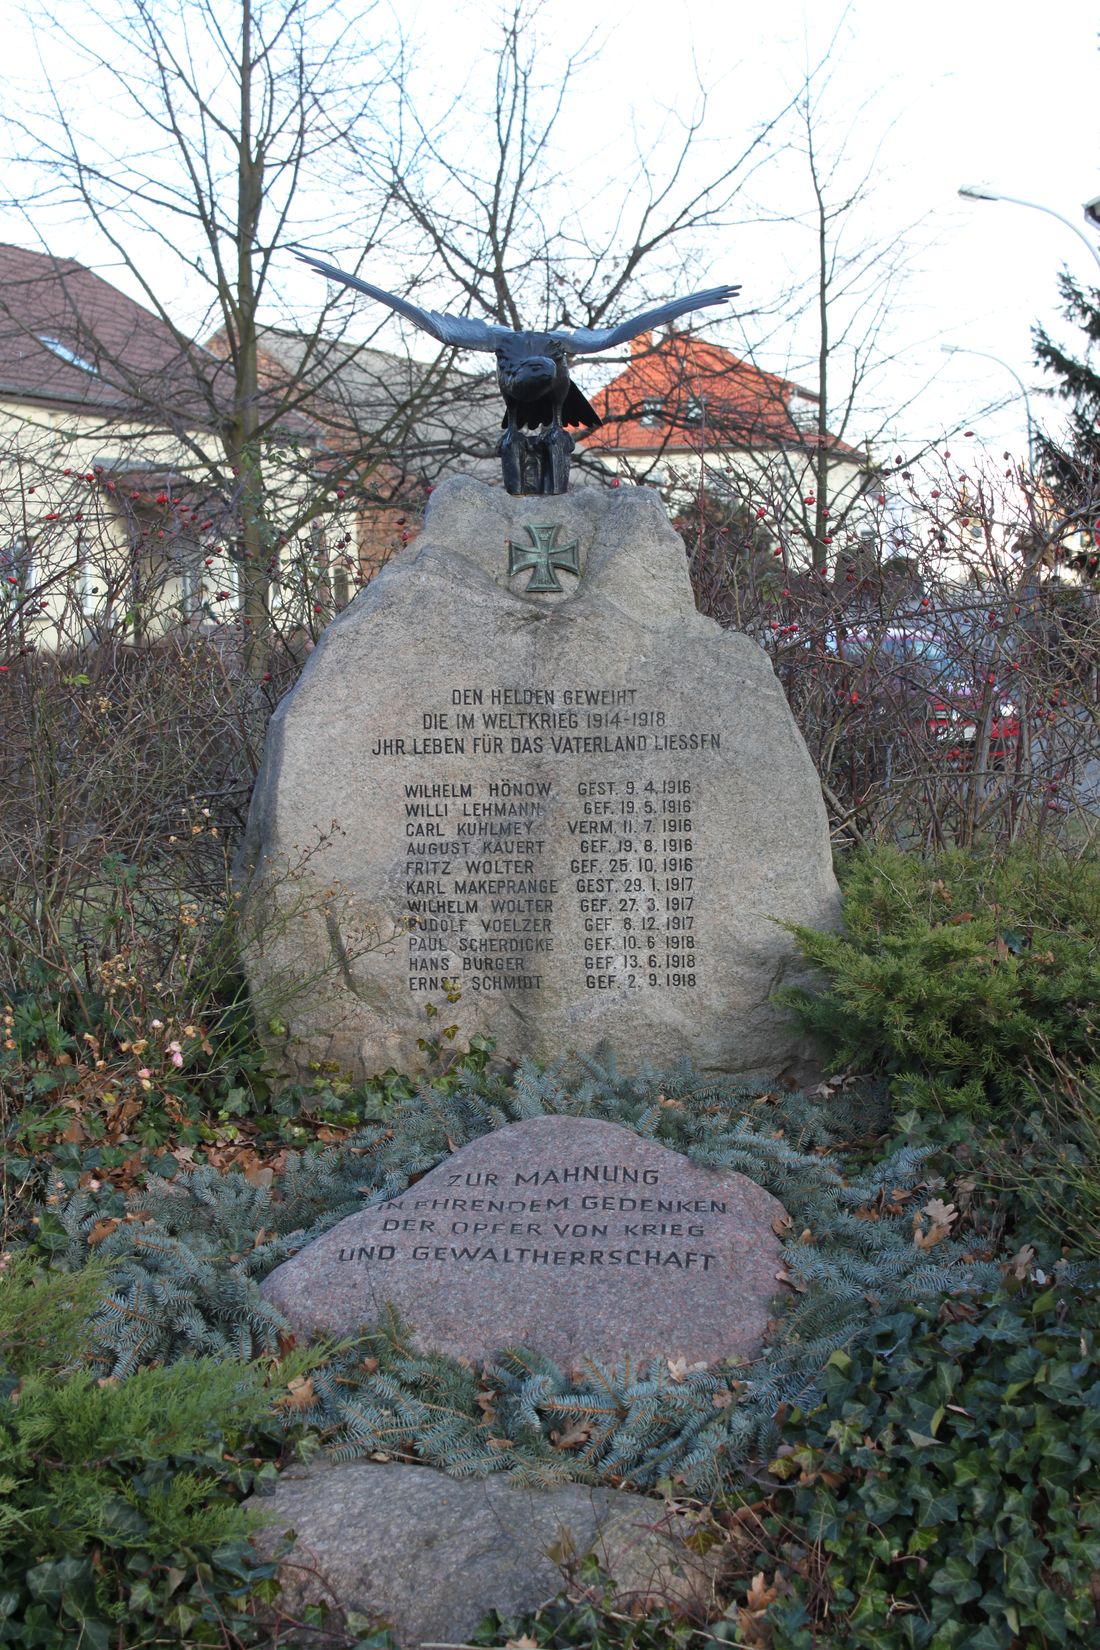 DEN HELDEN GEWEIHT
DIE IM WELTKRIEG 1914-1918
JHR LEBEN FÜR DAS VATERLAND LIESSEN
WILHELM HÖNOW GEST. 9. 4. 1916
WILLI LEHMANN GEF. 19. 5. 1916
CARL KUHLMEY VERM. 11. 7. 1916
AUGUST KAUERT GEF. 19. 8. 1916
FRITZ WOLTER GEF. 25. 10. 1916
KARL MAKEPRANGE GEST. 29. 1. 1917
WILHELM WOLTER GEF. 27. 3. 1917
RUDOLF VOELZER GEF. 8. 12. 1917
PAUL SCHERDICKE GEF. 10. 6. 1918
HANS BURGER GEF. 13. 6. 1918
ERNST SCHMIDT GEF. 2. 9. 1918
ZUR MAHNUNG
IN EHRENDEM GEDENKEN
DER OPFER VON KRIEG
UND GEWALTHERRSCHAFT